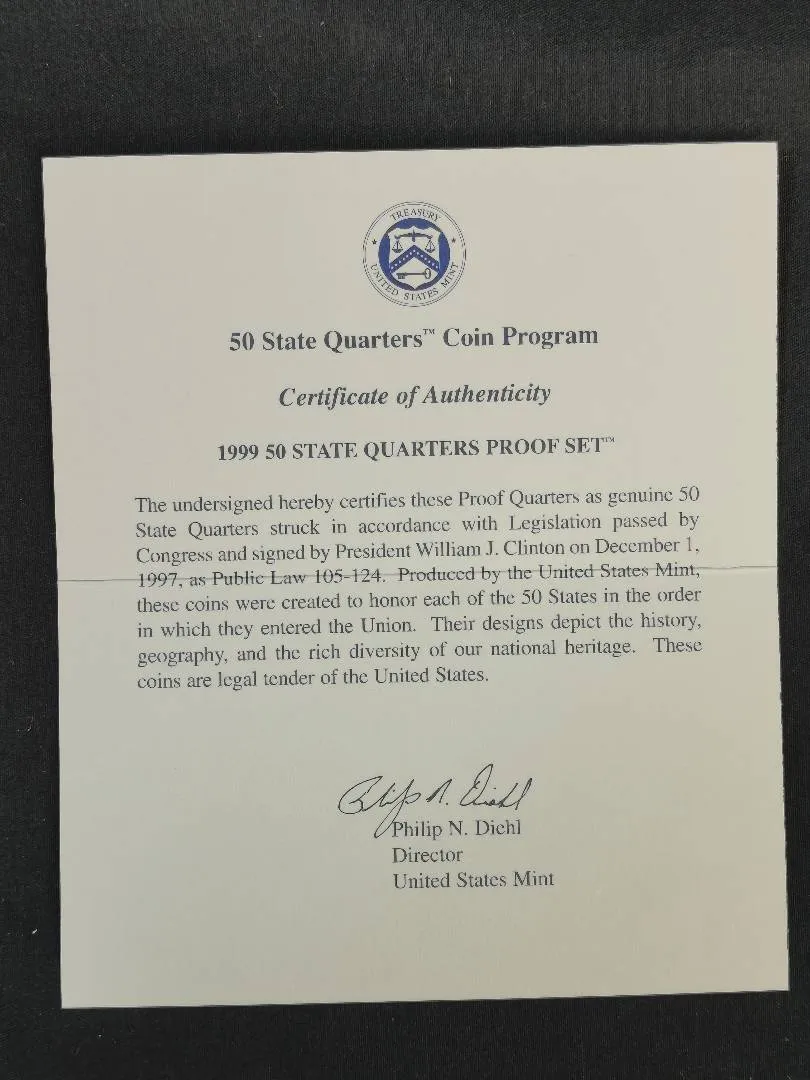 TREASURY
UNITED STATES MINT
50 State Quarters™ Coin Program
Certificate of Authenticity
1999 50 STATE QUARTERS PROOF SET™
The undersigned hereby certifies these Proof Quarters as genuine 50
State Quarters struck in accordance with Legislation passed by
Congress and signed by President William J. Clinton on December 1,
1997, as Public Law 105-124. Produced by the United States Mint,
these coins were created to honor each of the 50 States in the order
in which they entered the Union. Their designs depict the history,
geography, and the rich diversity of our national heritage. These
coins are legal tender of the United States.
Philip N. Diehl
Philip N. Diehl
Director
United States Mint